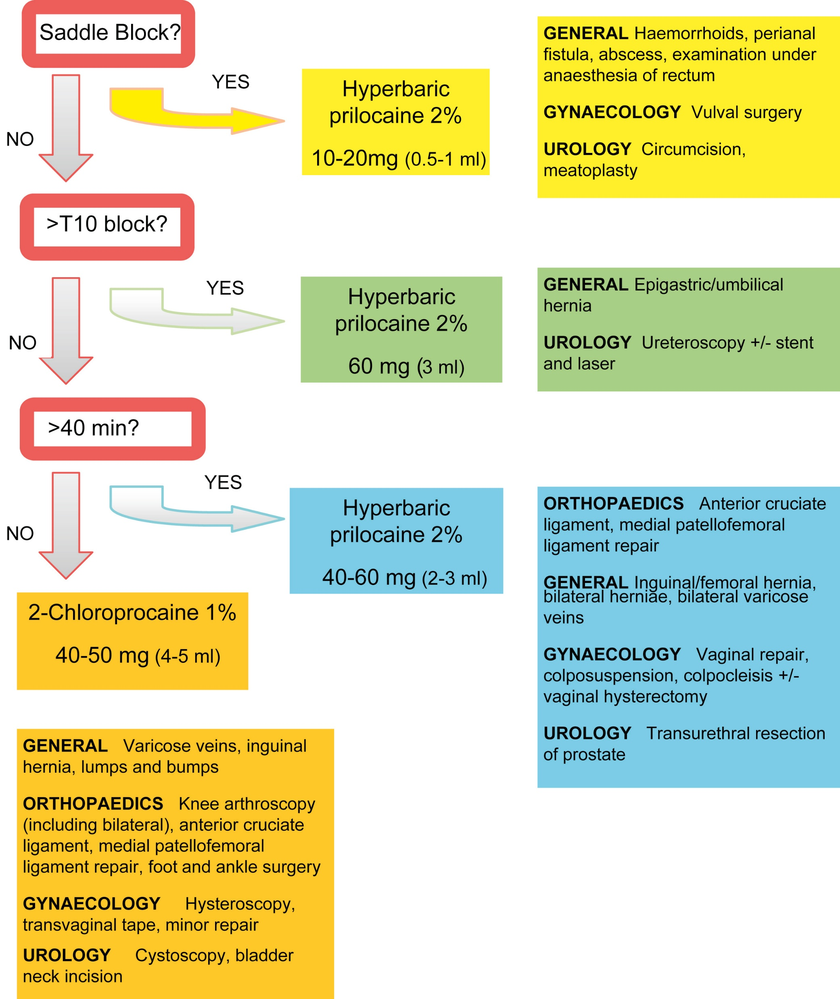 Saddle Block?
YES
NO
Hyperbaric
prilocaine 2%
10-20mg (0.5-1 ml)
GENERAL Haemorrhoids, perianal
fistula, abscess, examination under
anaesthesia of rectum
GYNAECOLOGY Vulval surgery
UROLOGY Circumcision,
meatoplasty
>T10 block?
YES
NO
Hyperbaric
prilocaine 2%
60 mg (3 ml)
GENERAL Epigastric/umbilical
hernia
UROLOGY Ureteroscopy +/- stent
and laser
>40 min?
YES
NO
Hyperbaric
prilocaine 2%
40-60 mg (2-3 ml)
ORTHOPAEDICS Anterior cruciate
ligament, medial patellofemoral
ligament repair
GENERAL Inguinal/femoral hernia,
bilateral herniae, bilateral varicose
veins
GYNAECOLOGY Vaginal repair,
colposuspension, colpocleisis +/-
vaginal hysterectomy
UROLOGY Transurethral resection
of prostate
2-Chloroprocaine 1%
40-50 mg (4-5 ml)
GENERAL Varicose veins, inguinal
hernia, lumps and bumps
ORTHOPAEDICS Knee arthroscopy
(including bilateral), anterior cruciate
ligament, medial patellofemoral
ligament repair, foot and ankle surgery
GYNAECOLOGY Hysteroscopy,
transvaginal tape, minor repair
UROLOGY Cystoscopy, bladder
neck incision